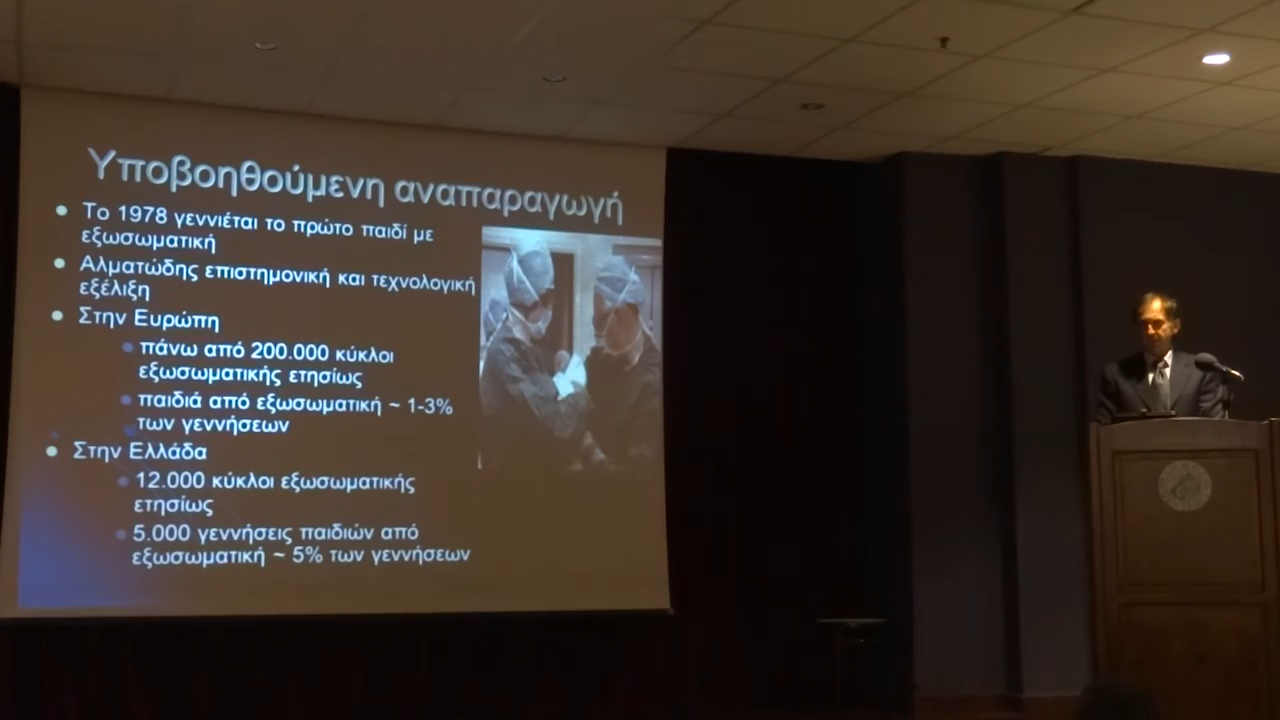 Υποβοηθούμενη αναπαραγωγή
Το 1978 γεννιέται το πρώτο παιδί με
εξωσωματική
Αλματώδης επιστημονική και τεχνολογική
εξέλιξη
Στην Ευρώπη
πάνω από 200.000 κύκλοι
εξωσωματικής ετησίως
παιδιά από εξωσωματική ~ 1-3%
των γεννήσεων
Στην Ελλάδα
12.000 κύκλοι εξωσωματικής
ετησίως
5.000 γεννήσεις παιδιών από
εξωσωματική ~ 5% των γεννήσεων